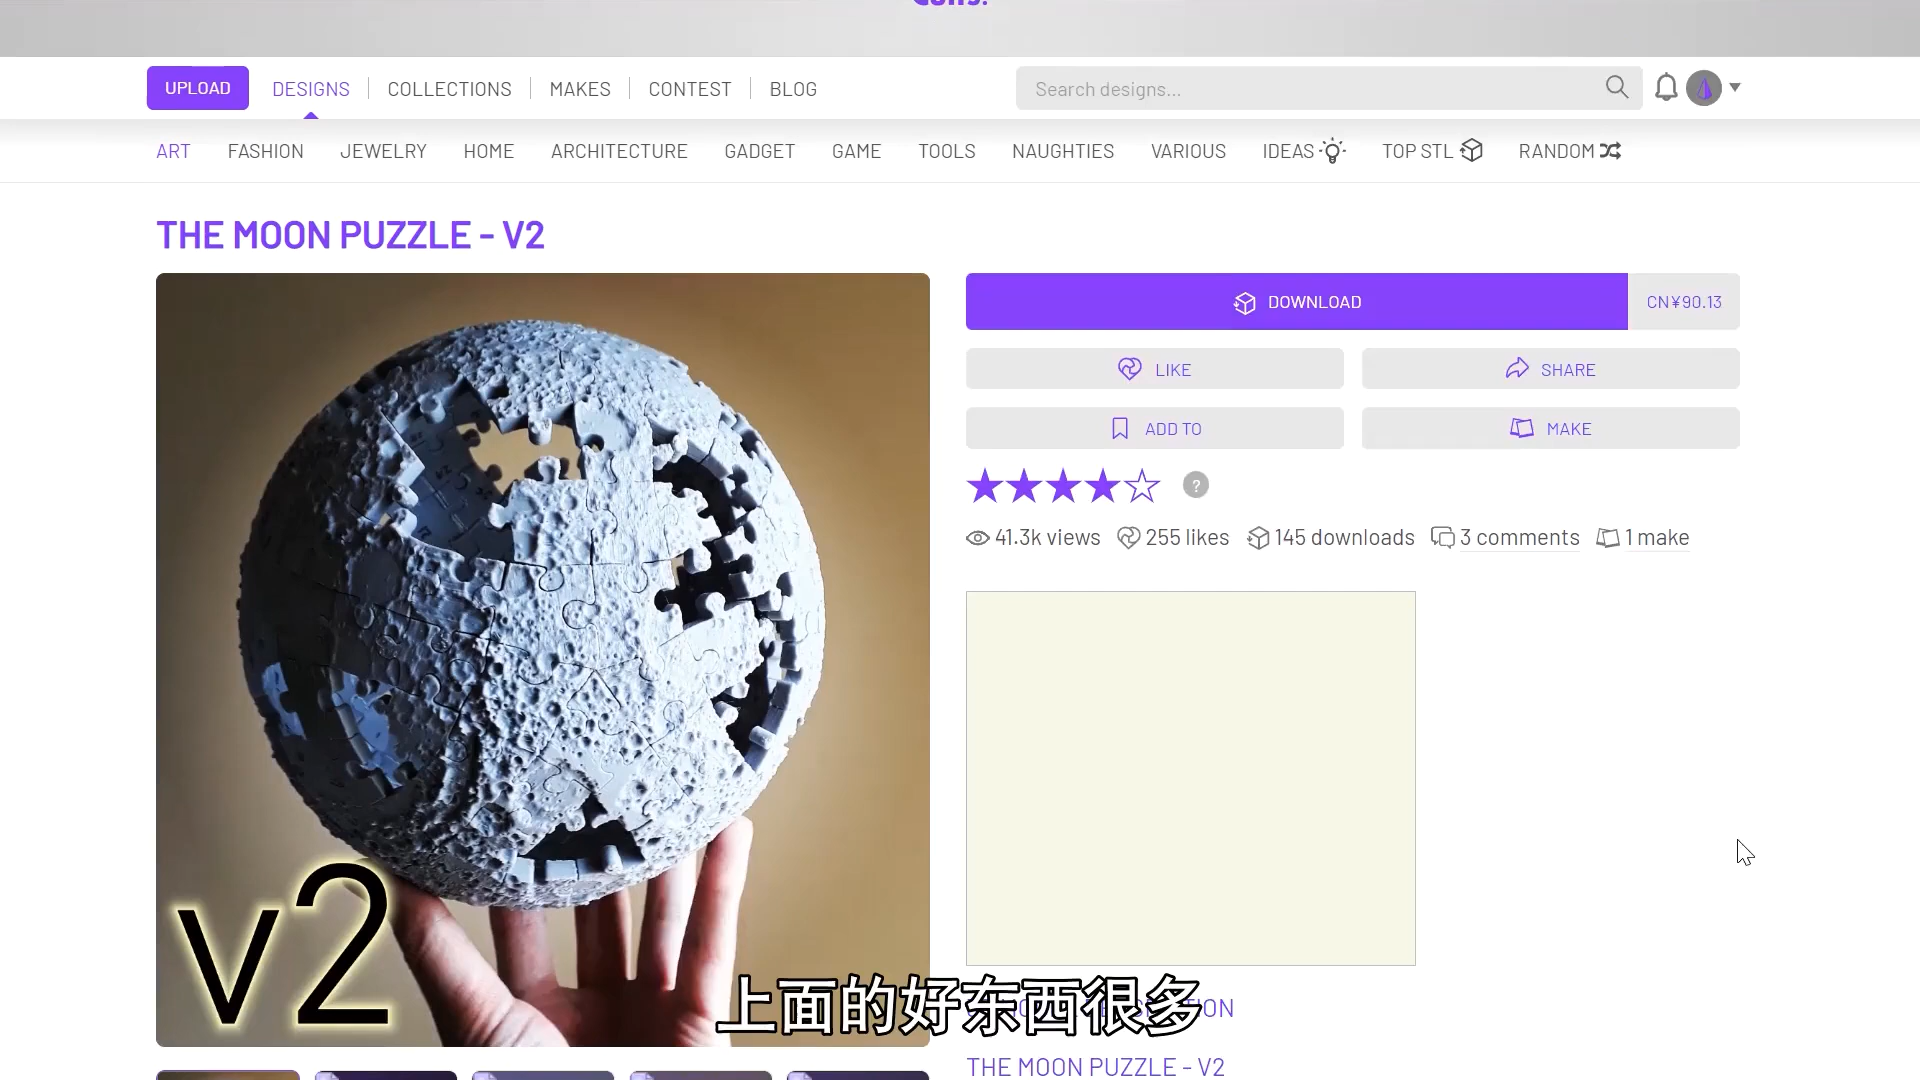 UPLOAD
DESIGNS
COLLECTIONS
MAKES
CONTEST
BLOG
Search designs...
ART
FASHION
JEWELRY
HOME
ARCHITECTURE
GADGET
GAME
TOOLS
NAUGHTIES
VARIOUS
IDEAS
TOP STL
RANDOM
THE MOON PUZZLE - V2
DOWNLOAD
CN¥90.13
LIKE
SHARE
ADD TO
MAKE
?
41.3k views
255 likes
145 downloads
3 comments
1 make
v2
上面的好东西很多
THE MOON PUZZLE - V2